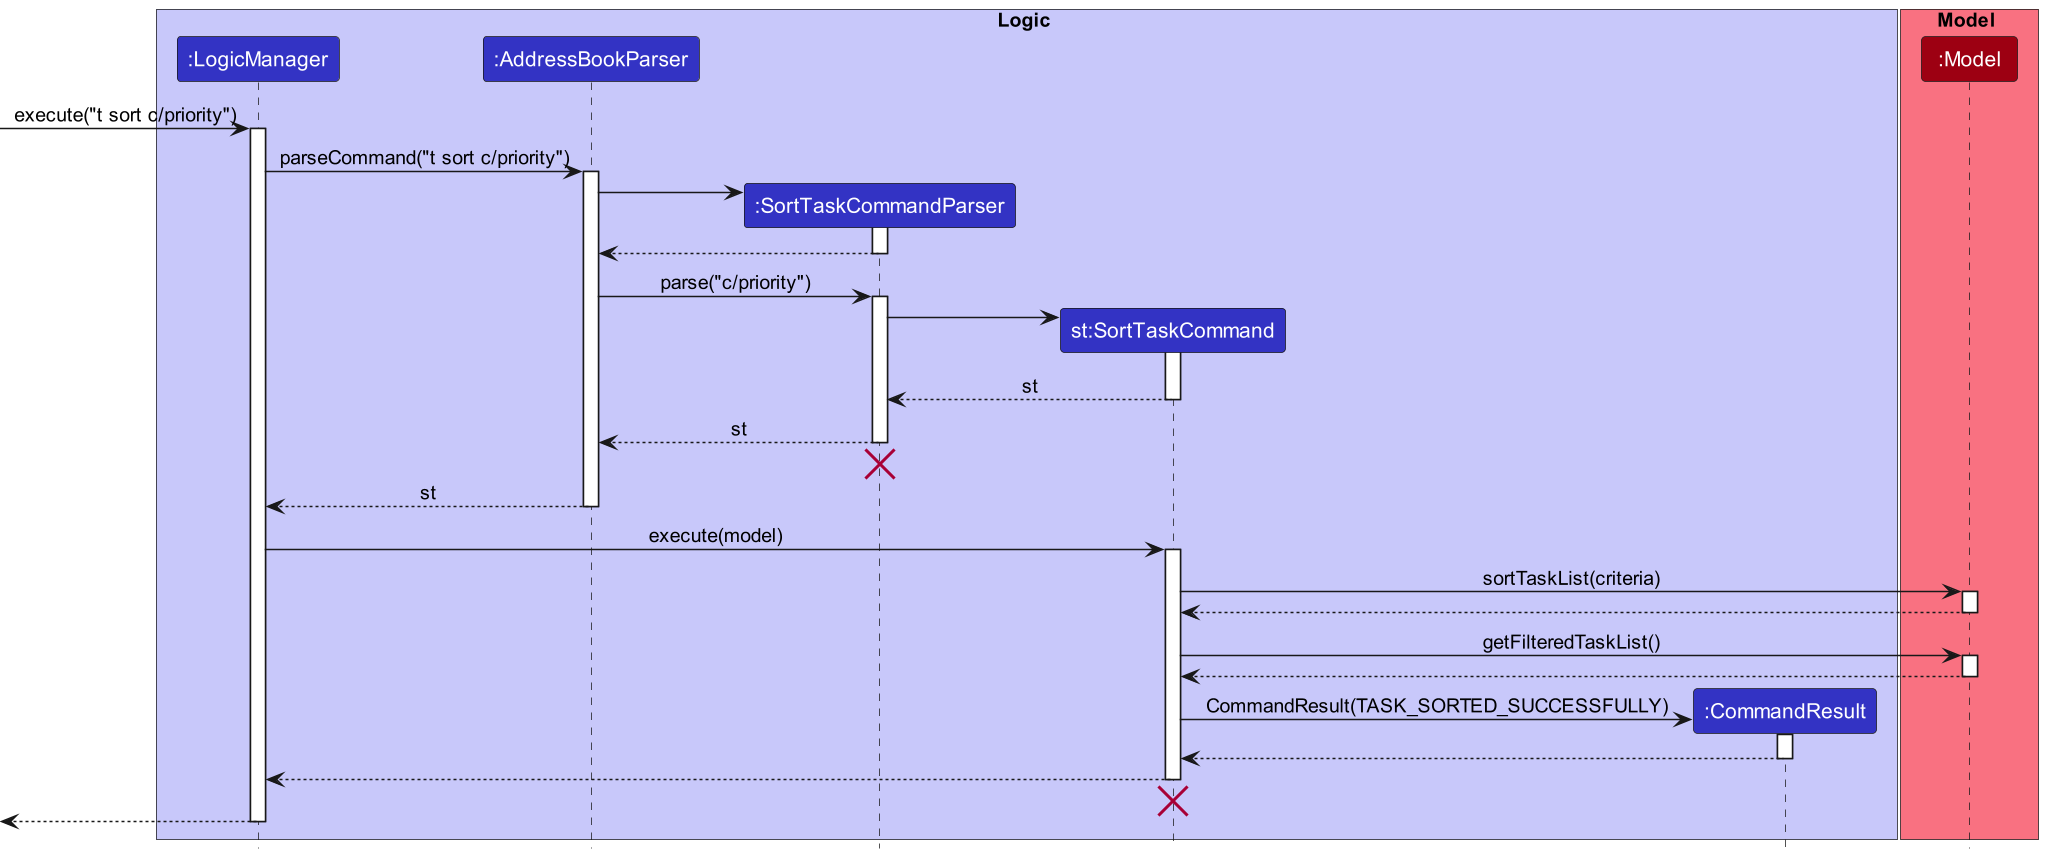 Logic
Model
:LogicManager
:AddressBookParser
:Model
execute("t sort c/priority")
parseCommand("t sort c/priority")
:SortTaskCommandParser
parse("c/priority")
st:SortTaskCommand
st
st
st
execute(model)
sortTaskList(criteria)
getFilteredTaskList()
CommandResult(TASK_SORTED_SUCCESSFULLY)
:CommandResult